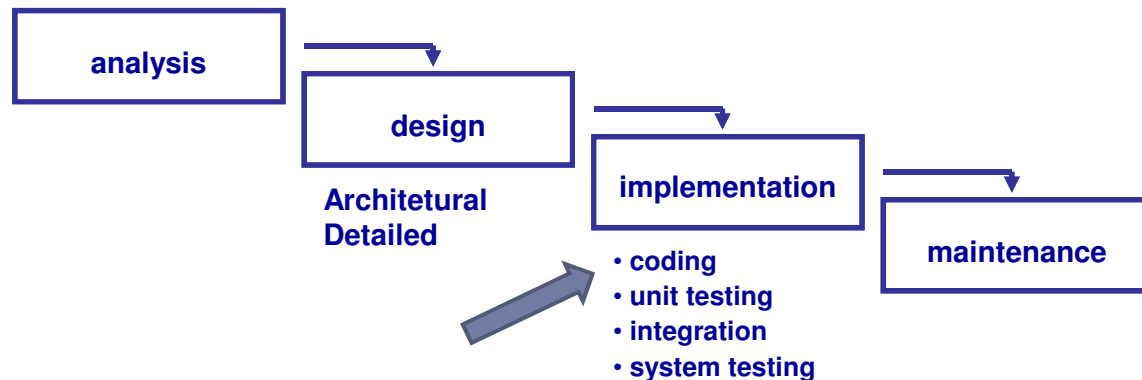 analysis
design
Architetural
Detailed
implementation
• coding
• unit testing
• integration
• system testing
maintenance